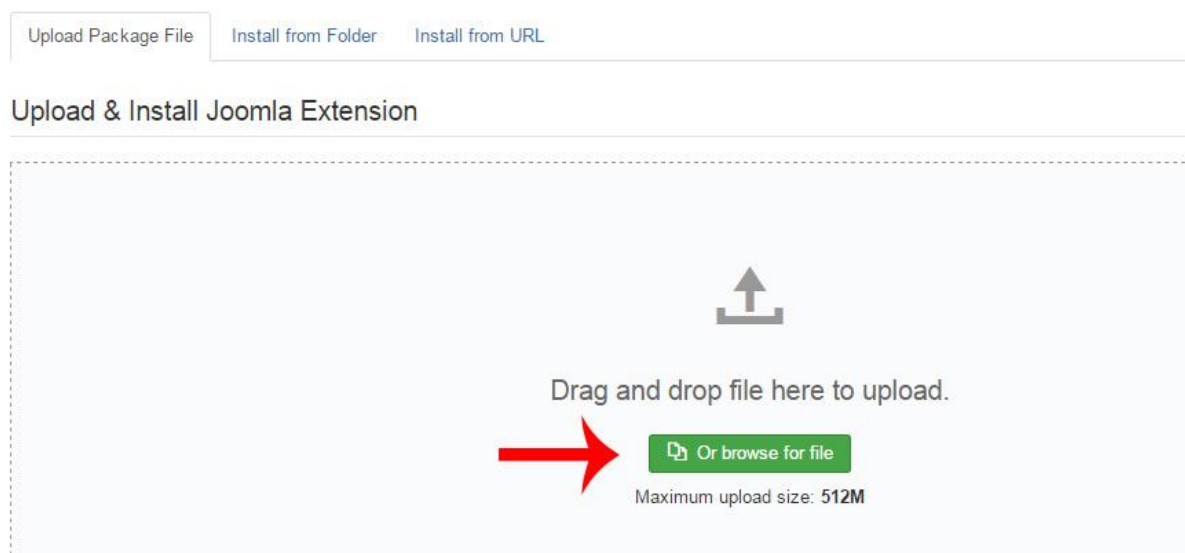 Upload Package File Install from Folder Install from URL
Upload & Install Joomla Extension
Drag and drop file here to upload.
Or browse for file
Maximum upload size: 512M